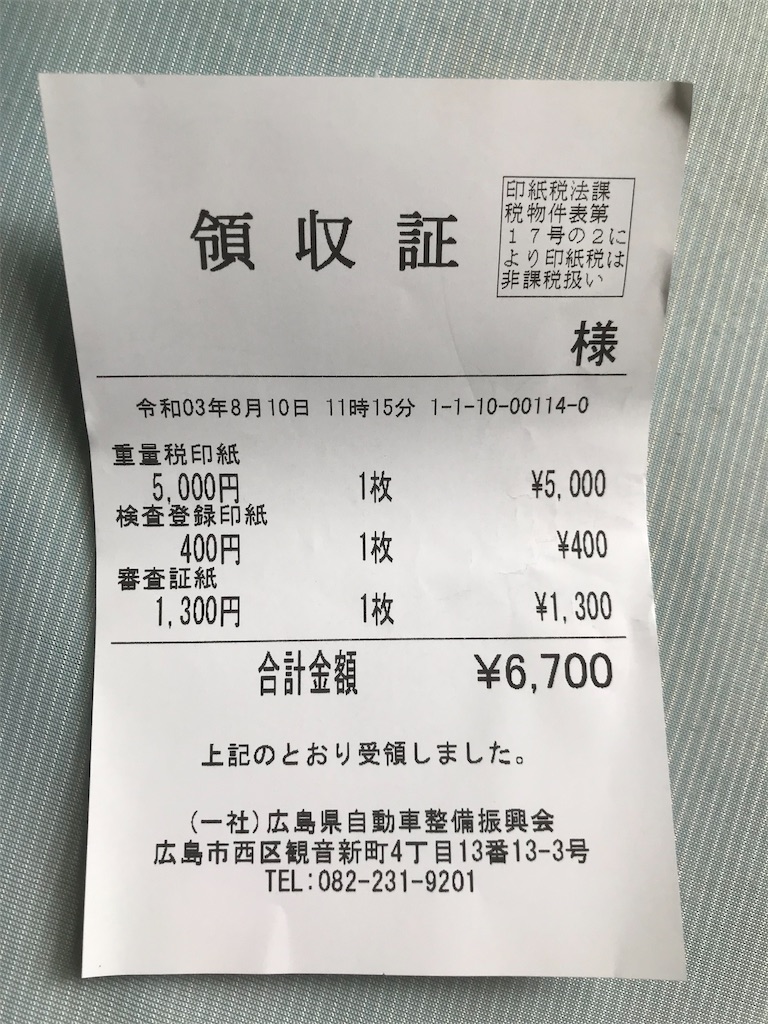 領収証
印紙税法課
税物件表第
17号の2に
より印紙税は
非課税扱い
様
令和03年8月10日 11時15分 1-1-10-00114-0
重量税印紙
5,000円 1枚 ¥5,000
検査登録印紙
400円 1枚 ¥400
審査証紙
1,300円 1枚 ¥1,300
合計金額 ¥6,700
上記のとおり受領しました。
(一社)広島県自動車整備振興会
広島市西区観音新町4丁目13番13-3号
TEL:082-231-9201